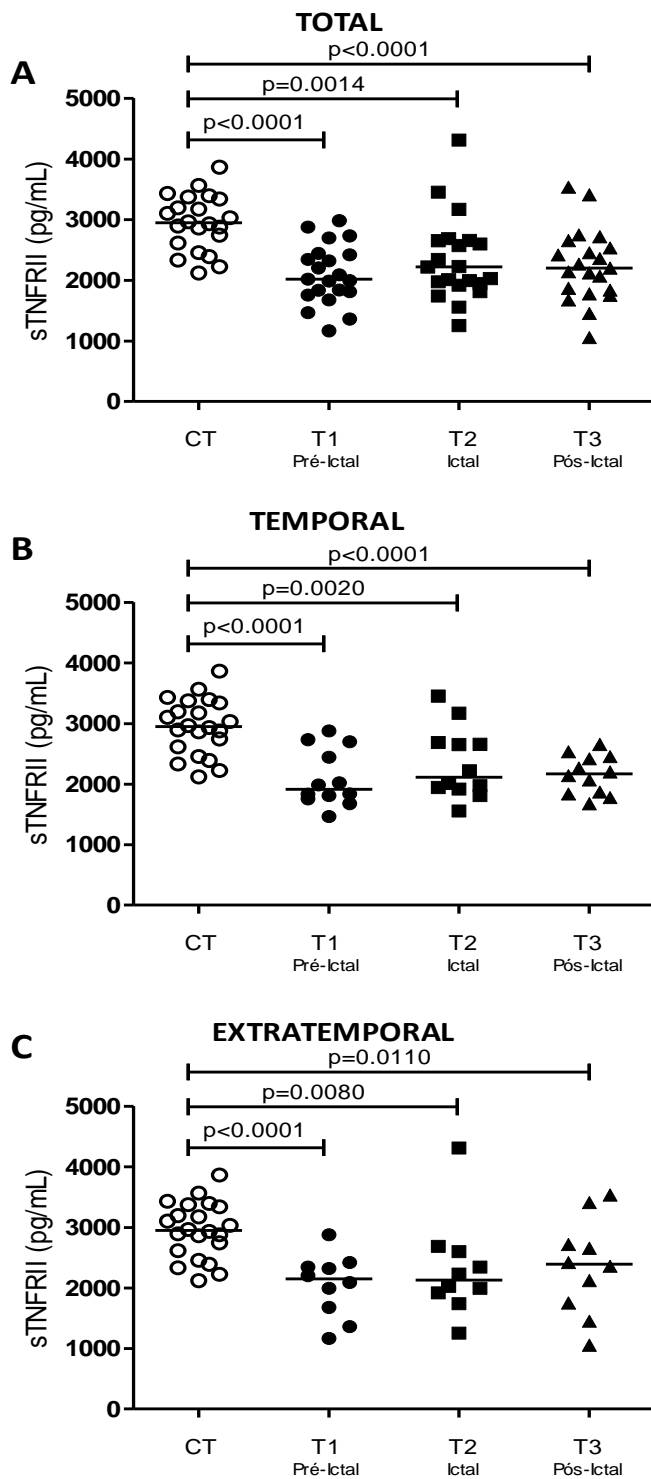 TOTAL
A
p<0.0001
p=0.0014
p<0.0001
sTNFRII (pg/mL)
5000
4000
3000
2000
1000
0
CT
T1
T2
T3
Pré-Ictal
Ictal
Pós-Ictal
TEMPORAL
B
p<0.0001
p=0.0020
p<0.0001
sTNFRII (pg/mL)
5000
4000
3000
2000
1000
0
CT
T1
T2
T3
Pré-Ictal
Ictal
Pós-Ictal
EXTRATEMPORAL
C
p=0.0110
p=0.0080
p<0.0001
sTNFRII (pg/mL)
5000
4000
3000
2000
1000
0
CT
T1
T2
T3
Pré-Ictal
Ictal
Pós-Ictal